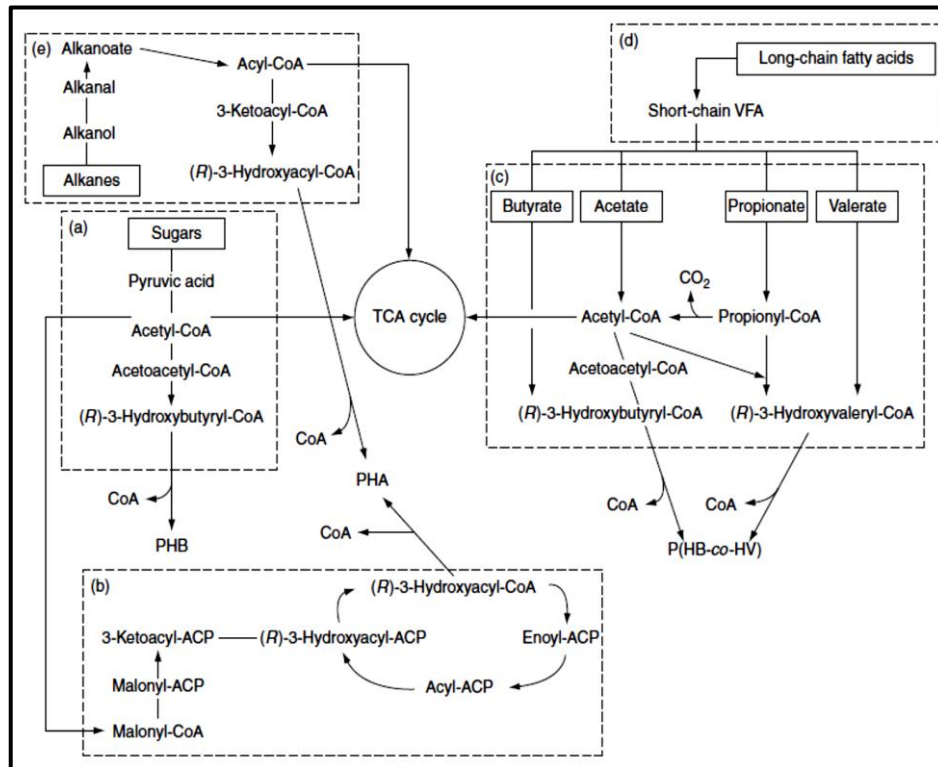 (e)
Alkanoate
Acyl-CoA
Alkanal
3-Ketoacyl-CoA
Alkanol
(R)-3-Hydroxyacyl-CoA
Alkanes
(d)
Long-chain fatty acids
Short-chain VFA
(a)
Sugars
Pyruvic acid
Acetyl-CoA
Acetoacetyl-CoA
(R)-3-Hydroxybutyryl-CoA
CoA
PHB
TCA cycle
(c)
Butyrate
Acetate
Propionate
Valerate
CO2
Acetyl-CoA
Propionyl-CoA
Acetoacetyl-CoA
(R)-3-Hydroxybutyryl-CoA
(R)-3-Hydroxyvaleryl-CoA
CoA
CoA
P(HB-co-HV)
CoA
PHA
CoA
(b)
(R)-3-Hydroxyacyl-CoA
3-Ketoacyl-ACP
(R)-3-Hydroxyacyl-ACP
Enoyl-ACP
Malonyl-ACP
Acyl-ACP
Malonyl-CoA